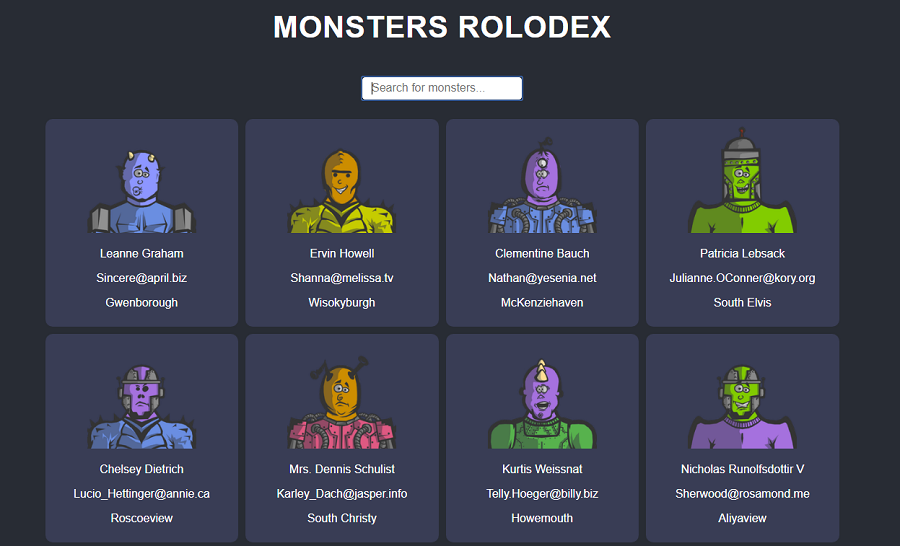 MONSTERS ROLODEX
Search for monsters...
Leanne Graham
Sincere@april.biz
Gwenborough
Ervin Howell
Shanna@melissa.tv
Wisokyburgh
Clementine Bauch
Nathan@yesenia.net
McKenziehaven
Patricia Lebsack
Julianne.OConner@kory.org
South Elvis
Chelsey Dietrich
Lucio_Hettinger@annie.ca
Roscoeview
Mrs. Dennis Schulist
Karley_Dach@jasper.info
South Christy
Kurtis Weissnat
Telly.Hoeger@billy.biz
Howemouth
Nicholas Runolfsdottir V
Sherwood@rosamond.me
Aliyaview